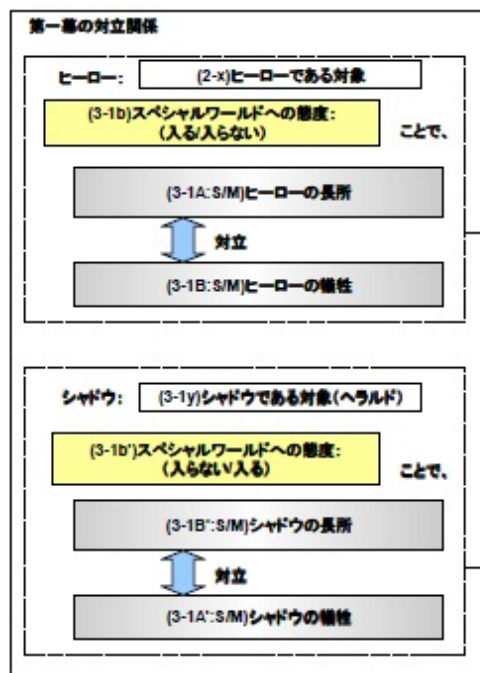 第一幕の対立関係
ヒーロー: (2-x)ヒーローである対象
(3-1b)スペシャルワールドへの態度:
(入る/入らない)
ことで、
(3-1A:S/M)ヒーローの長所
対立
(3-1B:S/M)ヒーローの犠牲
シャドウ: (3-1y)シャドウである対象(ヘラルド)
(3-1b')スペシャルワールドへの態度:
(入らない/入る)
ことで、
(3-1B':S/M)シャドウの長所
対立
(3-1A':S/M)シャドウの犠牲